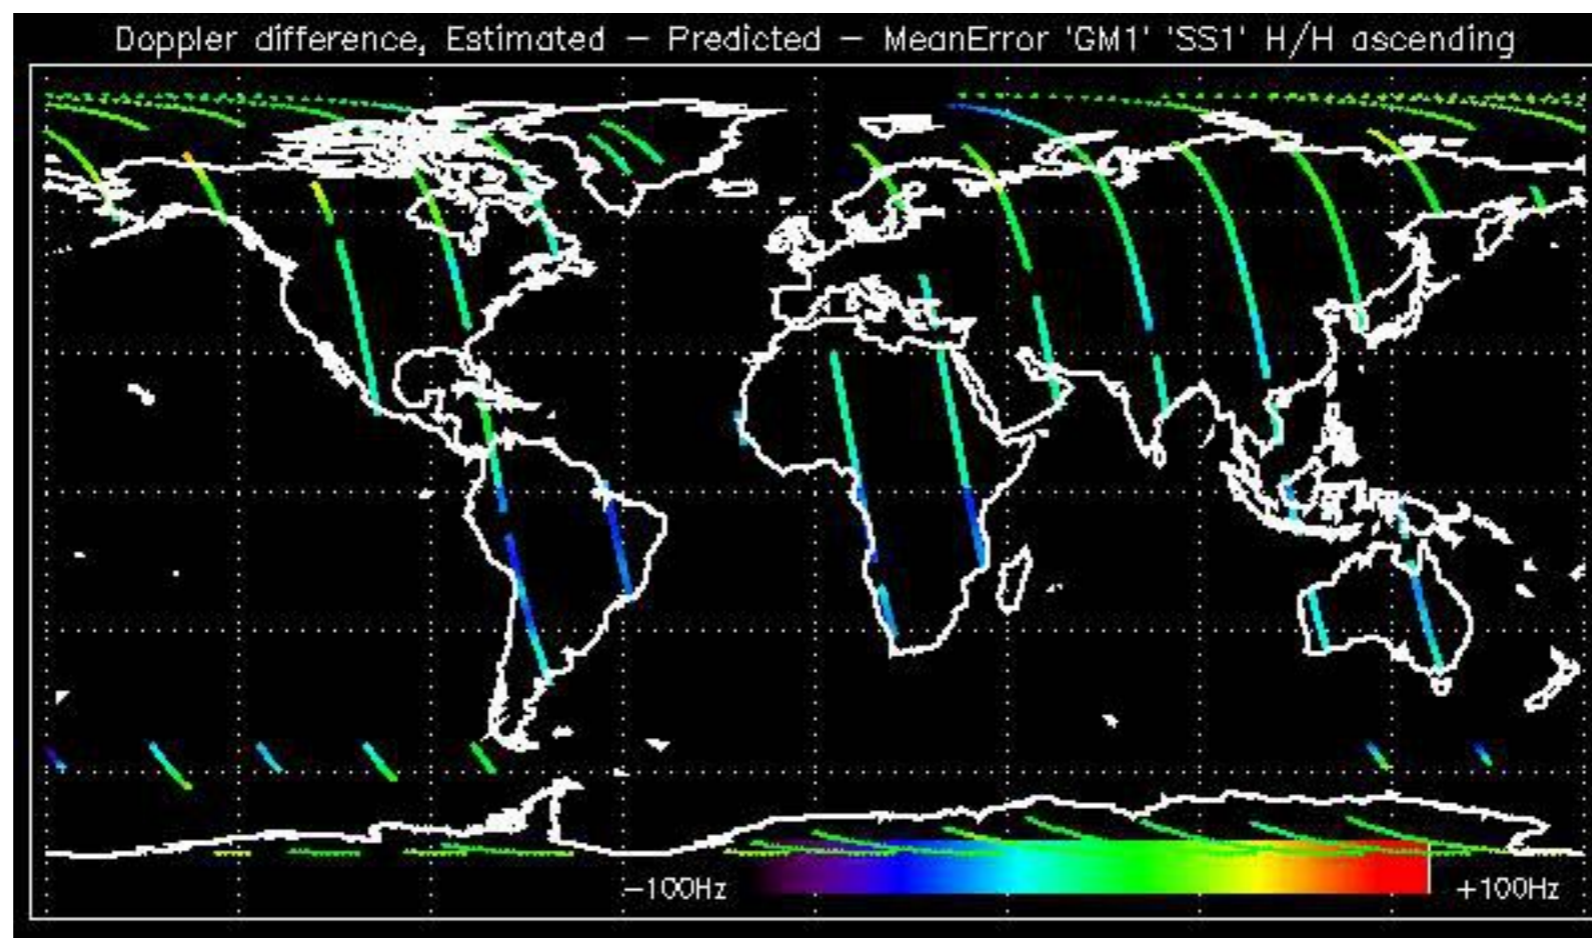 Doppler difference, Estimated – Predicted – MeanError 'GM1' 'SS1' H/H ascending
-100Hz +100Hz